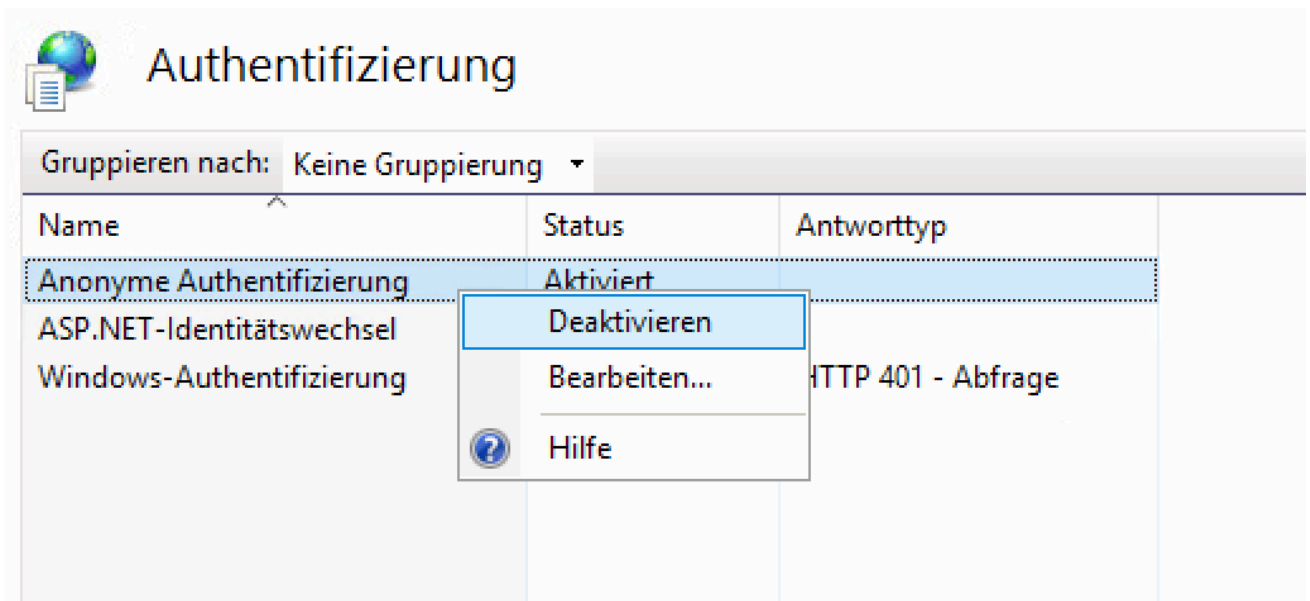 Authentifizierung
Gruppieren nach: Keine Gruppierung
Name Status Antworttyp
Anonyme Authentifizierung Aktiviert
Deaktivieren
ASP.NET-Identitätswechsel
Windows-Authentifizierung Bearbeiten... HTTP 401 - Abfrage
Hilfe